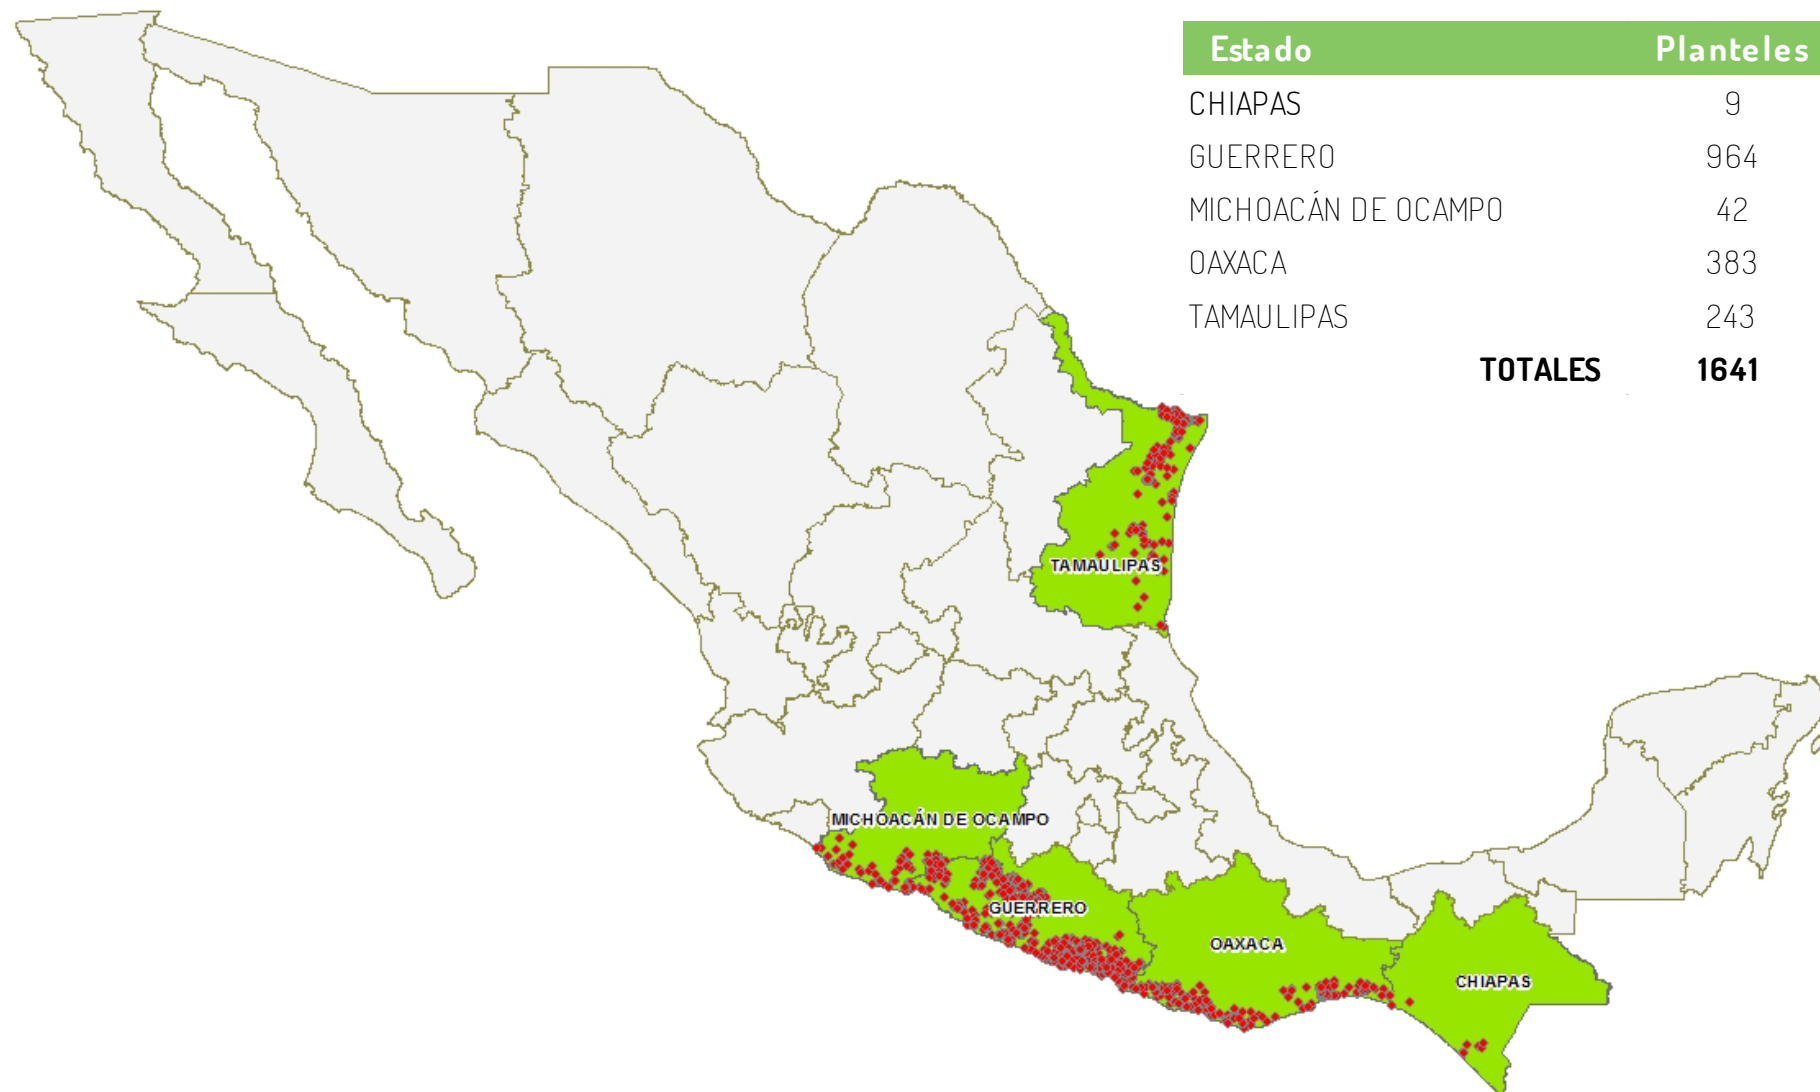 Estado Planteles
CHIAPAS 9
GUERRERO 964
MICHOACÁN DE OCAMPO 42
OAXACA 383
TAMAULIPAS 243
TOTALES 1641
TAMAULIPAS
MICHOACÁN DE OCAMPO
GUERRERO
OAXACA
CHIAPAS